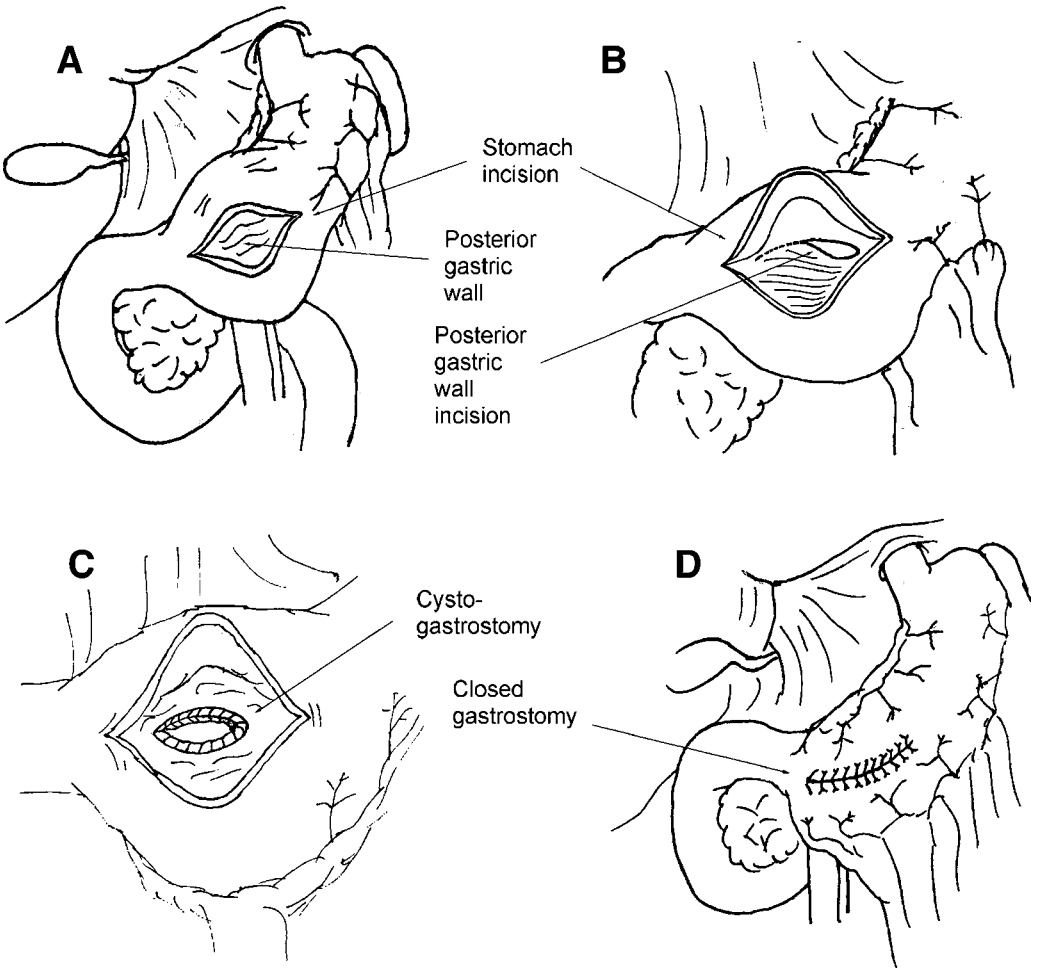 A
B
Stomach
incision
Posterior
gastric
wall
Posterior
gastric
wall
incision
C
D
Cysto-
gastrostomy
Closed
gastrostomy